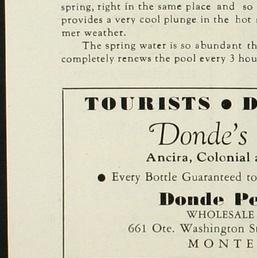 spring, right in the same place and so
provides a very cool plunge in the hot
mer weather.
The spring water is so abundant th
completely renews the pool every 3 hou
TOURISTS ● D
Donde's
Ancira, Colonial a
● Every Bottle Guaranteed to
Donde Pe
WHOLESALE
661 Ote. Washington S
MONTE